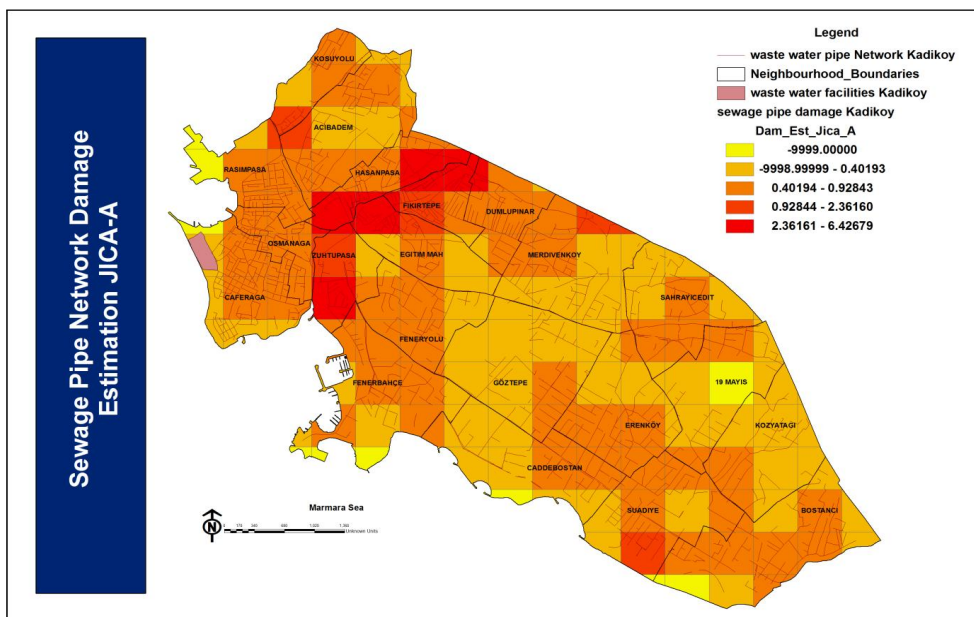 Sewage Pipe Network Damage
Estimation JICA-A
Legend
waste water pipe Network Kadikoy
Neighbourhood_Boundaries
waste water facilities Kadikoy
sewage pipe damage Kadikoy
Dam_Est_Jica_A
-9999.00000
-9998.99999 - 0.40193
0.40194 - 0.92843
0.92844 - 2.36160
2.36161 - 6.42679
KOSUYOLU
ACIBADEM
RASIMPASA
HASANPASA
FIKIRTEPE
DUMLUPINAR
OSMANAGA
ZUHTUPASA
EGITIM MAH
MERDIVENKOY
CAFERAGA
SAHRAYICEDIT
FENERYOLU
FENERBAHÇE
GÖZTEPE
19 MAYIS
ERENKÖY
KOZYATAGI
CADDEBOSTAN
SUADIYE
BOSTANCI
Marmara Sea
N
Unknown Units